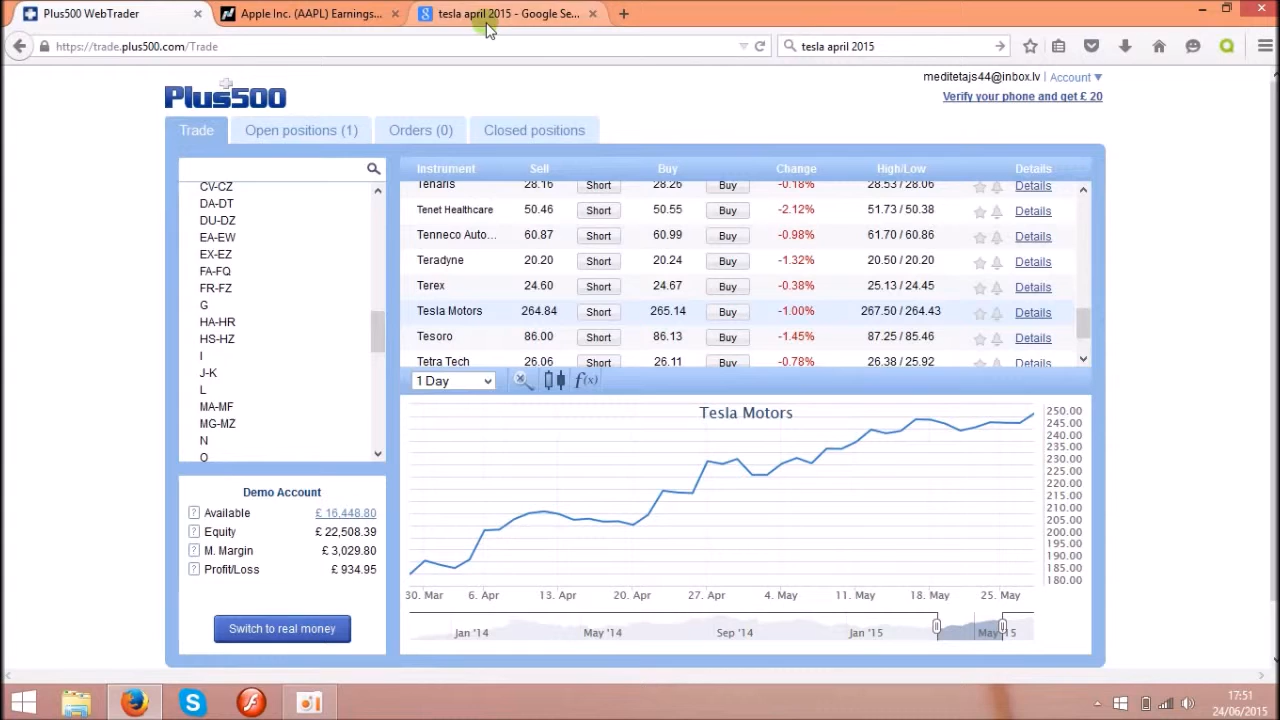 Plus500 WebTrader
Apple Inc. (AAPL) Earnings...
tesla april 2015 - Google Se...
https://trade.plus500.com/Trade
tesla april 2015
Plus500
meditetajs44@inbox.lv | Account
Verify your phone and get £ 20
Trade
Open positions (1)
Orders (0)
Closed positions
CV-CZ
DA-DT
DU-DZ
EA-EW
EX-EZ
FA-FQ
FR-FZ
G
HA-HR
HS-HZ
I
J-K
L
MA-MF
MG-MZ
N
O
Instrument Sell Buy Change High/Low Details
Tenaris 28.16 Short 28.26 Buy -0.18% 28.53 / 28.06 Details
Tenet Healthcare 50.46 Short 50.55 Buy -2.12% 51.73 / 50.38 Details
Tenneco Auto... 60.87 Short 60.99 Buy -0.98% 61.70 / 60.86 Details
Teradyne 20.20 Short 20.24 Buy -1.32% 20.50 / 20.20 Details
Terex 24.60 Short 24.67 Buy -0.38% 25.13 / 24.45 Details
Tesla Motors 264.84 Short 265.14 Buy -1.00% 267.50 / 264.43 Details
Tesoro 86.00 Short 86.13 Buy -1.45% 87.25 / 85.46 Details
Tetra Tech 26.06 Short 26.11 Buy -0.78% 26.38 / 25.92 Details
1 Day f(x)
Tesla Motors
250.00
245.00
240.00
235.00
230.00
225.00
220.00
215.00
210.00
205.00
200.00
195.00
190.00
185.00
180.00
30. Mar 6. Apr 13. Apr 20. Apr 27. Apr 4. May 11. May 18. May 25. May
Jan '14 May '14 Sep '14 Jan '15 May '15
Demo Account
? Available £ 16,448.80
? Equity £ 22,508.39
? M. Margin £ 3,029.80
? Profit/Loss £ 934.95
Switch to real money
17:51
24/06/2015